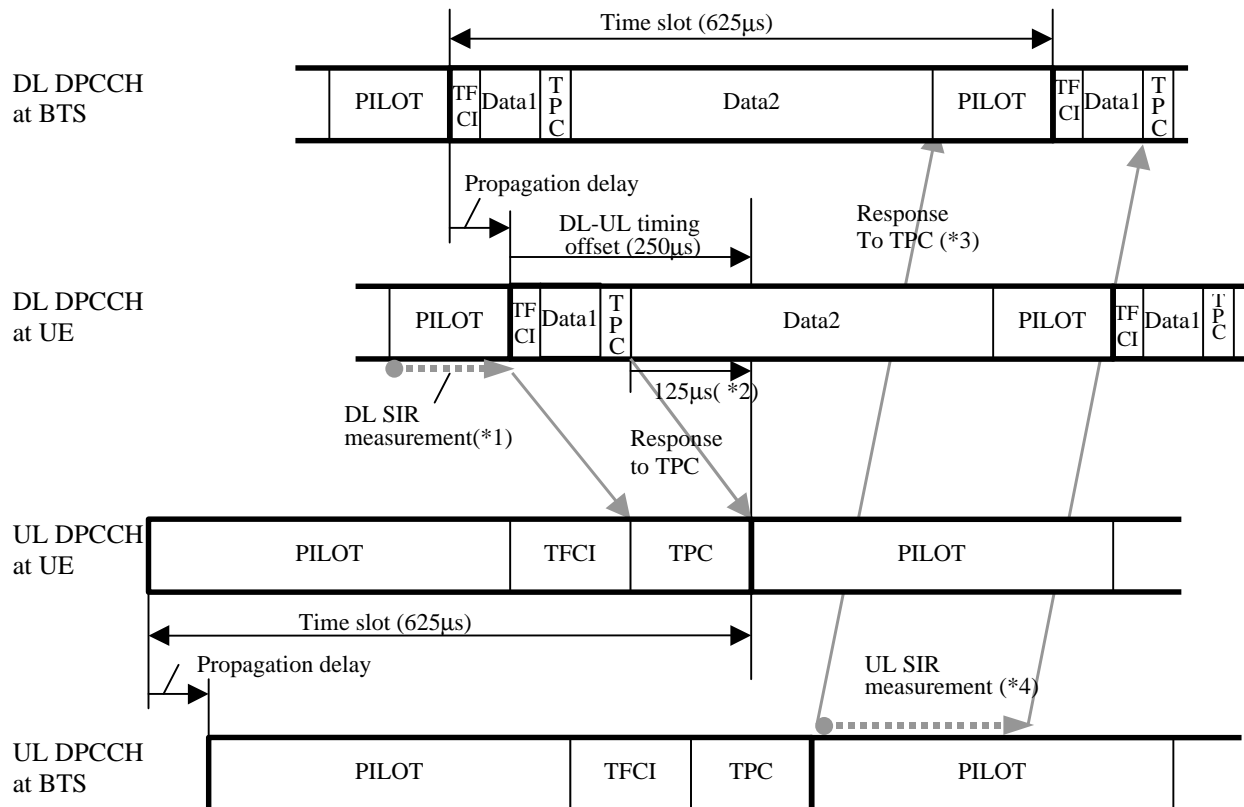 Time slot (625μs)
DL DPCCH
at BTS
PILOT
TF
CI
Data1
T
P
C
Data2
PILOT
TF
CI
Data1
T
P
C
Propagation delay
DL-UL timing
offset (250μs)
Response
To TPC (*3)
DL DPCCH
at UE
PILOT
TF
CI
Data1
T
P
C
Data2
PILOT
TF
CI
Data1
T
P
C
125μs( *2)
DL SIR
measurement(*1)
Response
to TPC
UL DPCCH
at UE
PILOT
TFCI
TPC
PILOT
Time slot (625μs)
Propagation delay
UL SIR
measurement (*4)
UL DPCCH
at BTS
PILOT
TFCI
TPC
PILOT